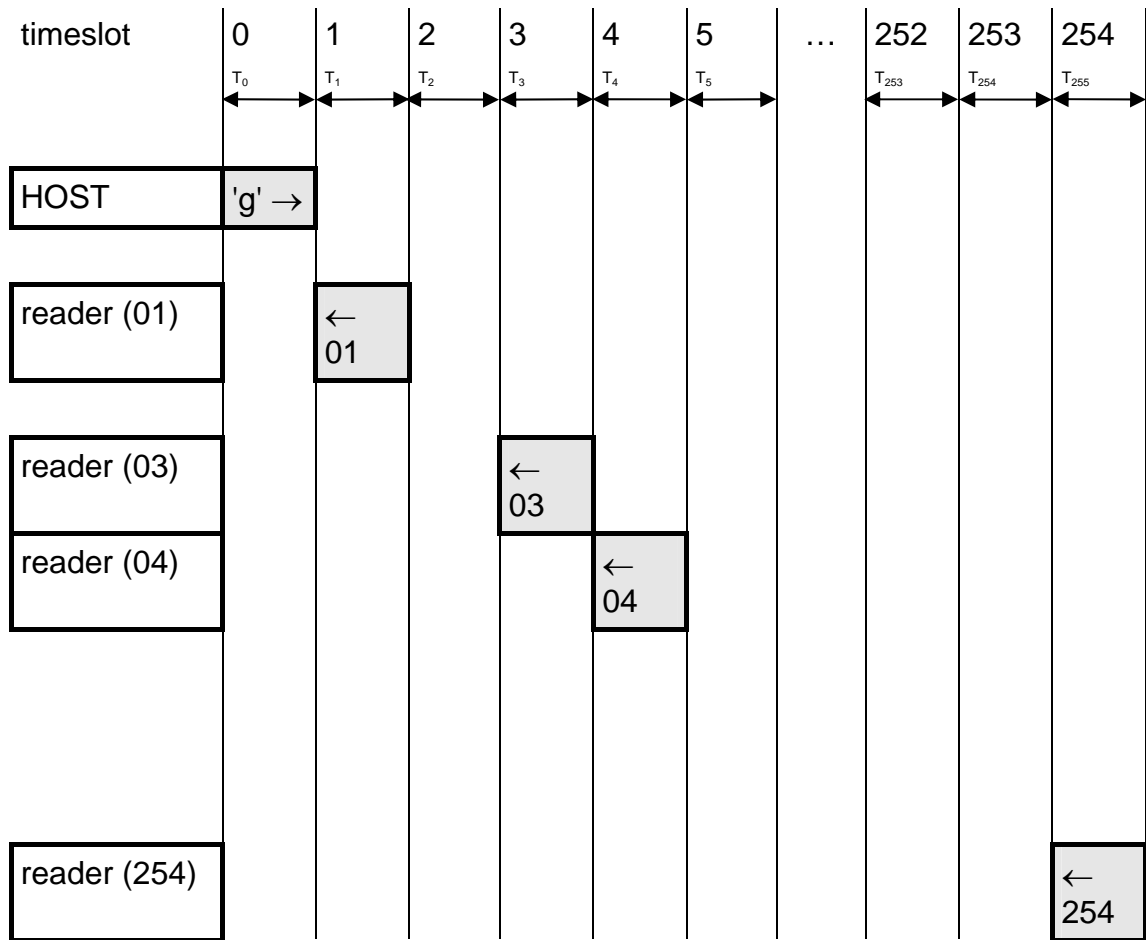 timeslot 0 1 2 3 4 5 … 252 253 254
T₀ T₁ T₂ T₃ T₄ T₅ T₂₅₃ T₂₅₄ T₂₅₅
HOST 'g' →
reader (01) ←
01
reader (03) ←
03
reader (04) ←
04
reader (254) ←
254